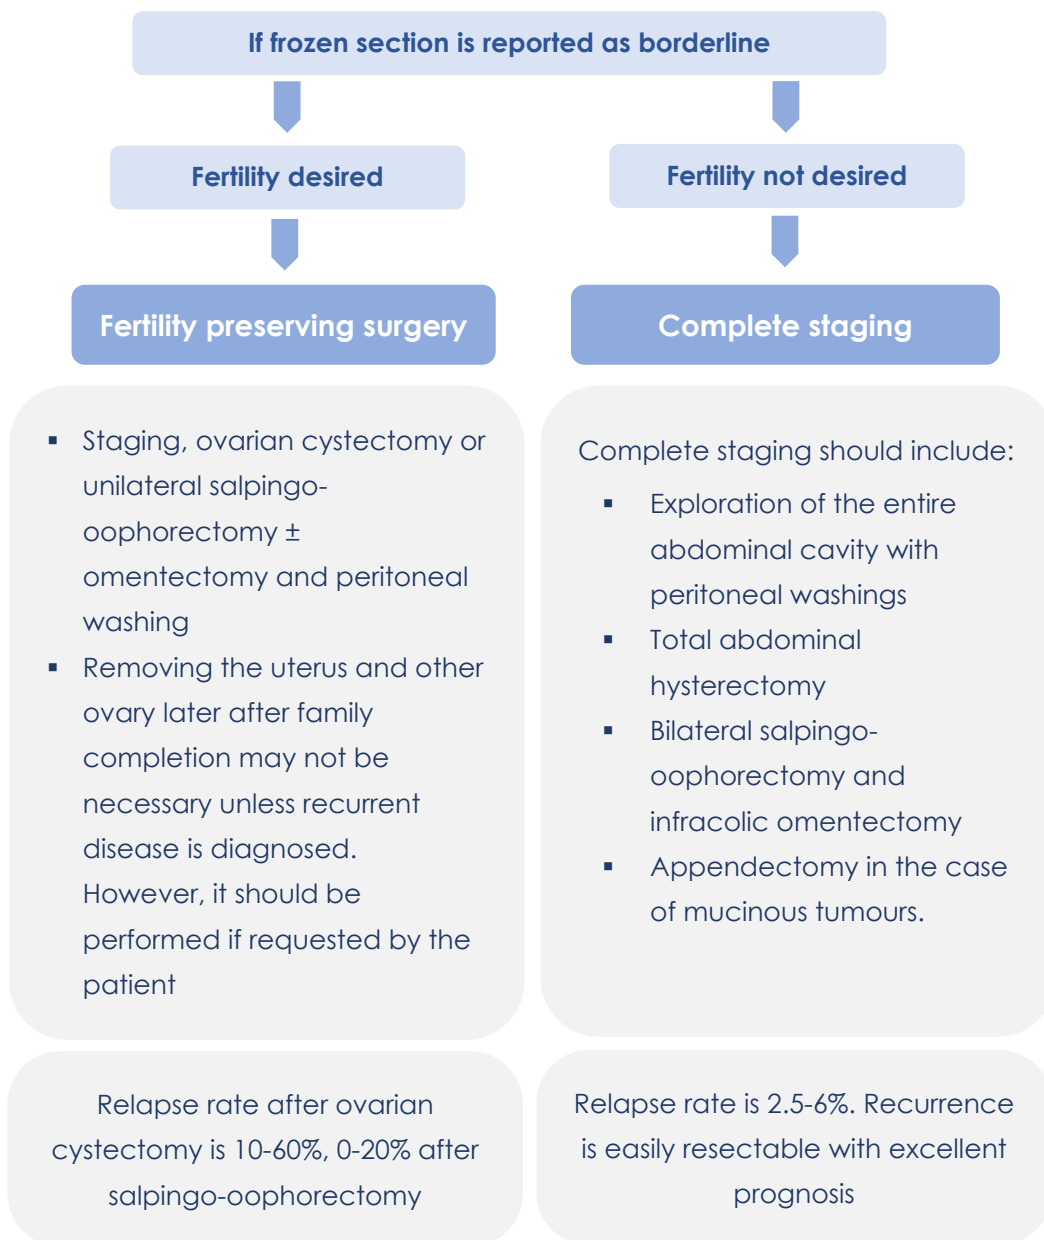 If frozen section is reported as borderline
Fertility desired
Fertility not desired
Fertility preserving surgery
Complete staging
▪ Staging, ovarian cystectomy or
unilateral salpingo-
oophorectomy ±
omentectomy and peritoneal
washing
▪ Removing the uterus and other
ovary later after family
completion may not be
necessary unless recurrent
disease is diagnosed.
However, it should be
performed if requested by the
patient
Complete staging should include:
▪ Exploration of the entire
abdominal cavity with
peritoneal washings
▪ Total abdominal
hysterectomy
▪ Bilateral salpingo-
oophorectomy and
infracolic omentectomy
▪ Appendectomy in the case
of mucinous tumours.
Relapse rate after ovarian
cystectomy is 10-60%, 0-20% after
salpingo-oophorectomy
Relapse rate is 2.5-6%. Recurrence
is easily resectable with excellent
prognosis